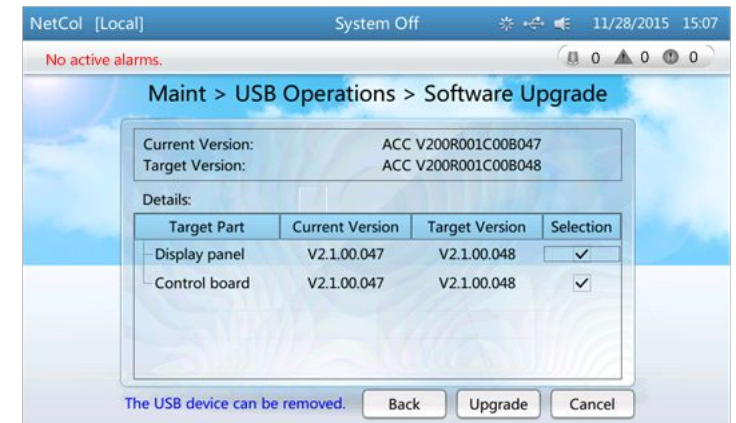 NetCol [Local] System Off 11/28/2015 15:07
No active alarms. 0 0 0
Maint > USB Operations > Software Upgrade
Current Version: ACC V200R001C00B047
Target Version: ACC V200R001C00B048
Details:
Target Part Current Version Target Version Selection
Display panel V2.1.00.047 V2.1.00.048
Control board V2.1.00.047 V2.1.00.048
The USB device can be removed. Back Upgrade Cancel